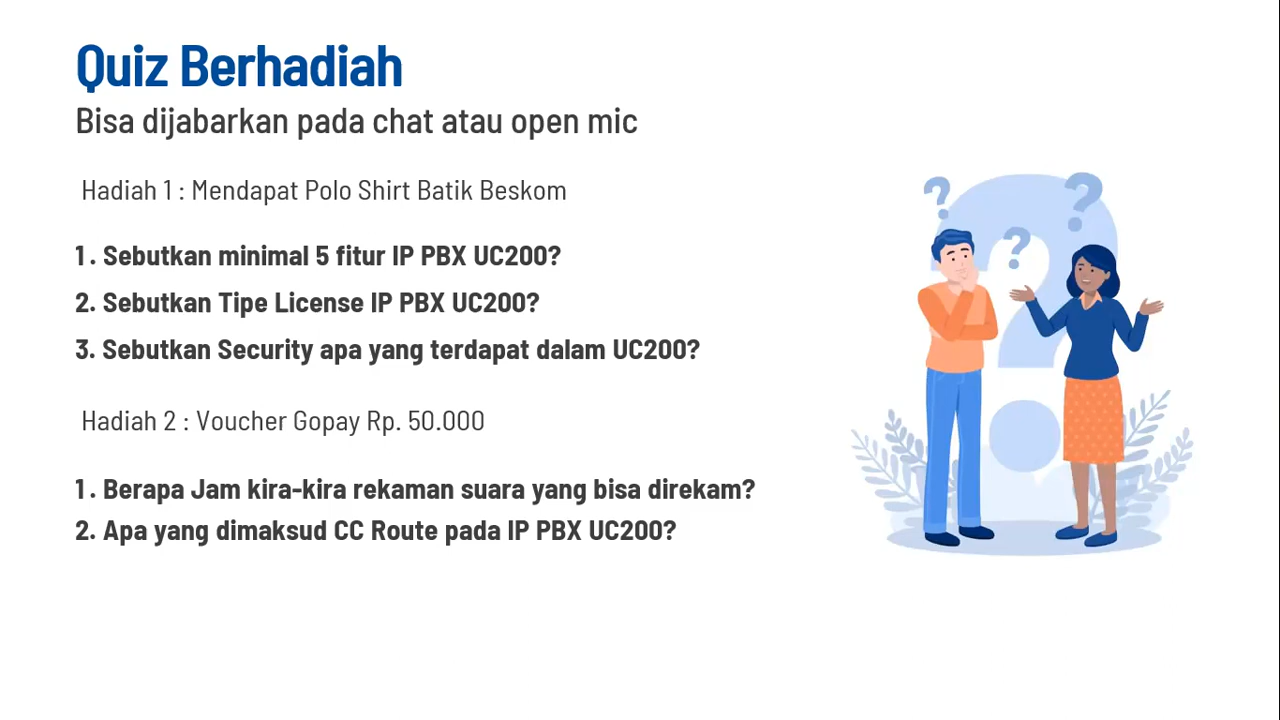 Quiz Berhadiah
Bisa dijabarkan pada chat atau open mic
Hadiah 1 : Mendapat Polo Shirt Batik Beskom
1. Sebutkan minimal 5 fitur IP PBX UC200?
2. Sebutkan Tipe License IP PBX UC200?
3. Sebutkan Security apa yang terdapat dalam UC200?
Hadiah 2 : Voucher Gopay Rp. 50.000
1. Berapa Jam kira-kira rekaman suara yang bisa direkam?
2. Apa yang dimaksud CC Route pada IP PBX UC200?